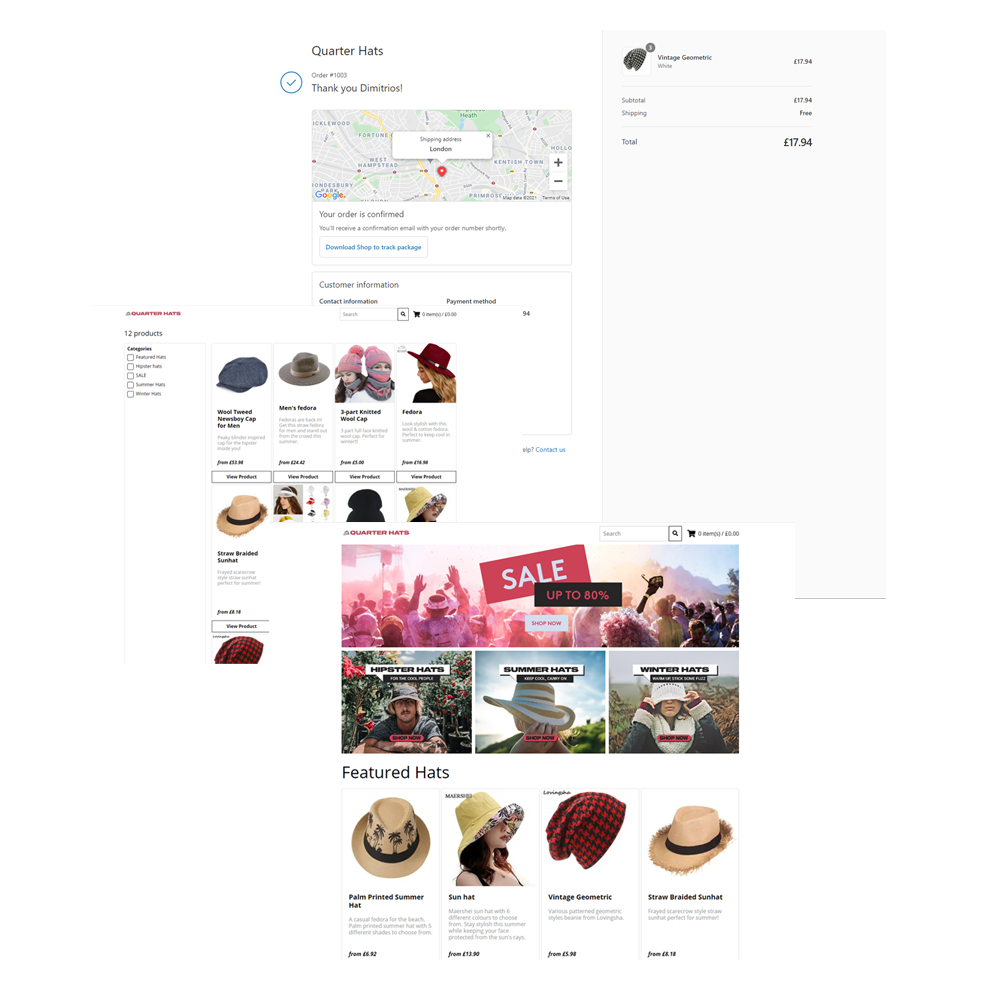 Quarter Hats
Order #1003
Thank you Dimitrios!
ICKLEWOOD
Heath
FORTUNE
WEST
HAMPSTEAD
HOLLO
KENTISH TOWN
ONDESBURY
PARK
PRIMROSE
Shipping address
London
Google
Map data ©2021
Terms of Use
Your order is confirmed
You'll receive a confirmation email with your order number shortly.
Download Shop to track package
Customer information
Contact information
Payment method
94
elp? Contact us
3
Vintage Geometric
White
£17.94
Subtotal
£17.94
Shipping
Free
Total
£17.94
QUARTER HATS
Search
0 item(s) / £0.00
12 products
Categories
Featured Hats
Hipster hats
SALE
Summer Hats
Winter Hats
Wool Tweed
Newsboy Cap
for Men
Peaky blinder inspired
cap for the hipster
inside you!
from £53.98
View Product
Men's fedora
Fedoras are back in!
Get this straw fedora
for men and stand out
from the crowd this
summer.
from £24.42
View Product
3-part Knitted
Wool Cap
3-part full face knitted
wool cap. Perfect for
winter!!
from £5.00
View Product
Fedora
Look stylish with this
wool & cotton fedora.
Perfect to keep cool in
summer.
from £16.98
View Product
MAERSHEI
Straw Braided
Sunhat
Frayed scarecrow
style straw sunhat
perfect for summer!
from £8.18
View Product
Lovingsha
QUARTER HATS
Search
0 item(s) / £0.00
SALE
UP TO 80%
SHOP NOW
HIPSTER HATS
FOR THE COOL PEOPLE
SHOP NOW
SUMMER HATS
KEEP COOL, CARRY ON
SHOP NOW
WINTER HATS
WARM UP, STICK SOME FUZZ
SHOP NOW
Featured Hats
Palm Printed Summer
Hat
A casual fedora for the beach.
Palm printed summer hat with 5
different shades to choose from.
from £6.92
MAERSHEI
Sun hat
Maershei sun hat with 6
different colours to choose
from. Stay stylish this summer
while keeping your face
protected from the sun's rays.
from £13.90
Lovingsha
Vintage Geometric
Various patterned geometric
styles beanie from Lovingsha.
from £5.98
Straw Braided Sunhat
Frayed scarecrow style straw
sunhat perfect for summer!
from £8.18